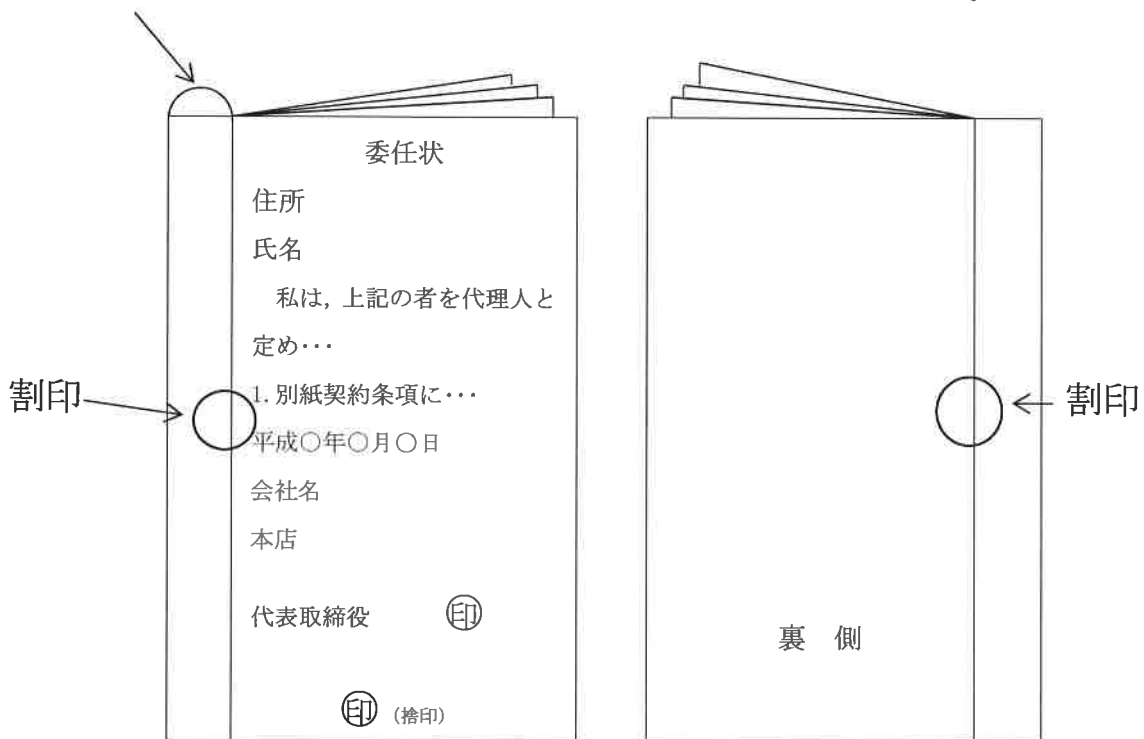 委任状
住所
氏名
私は,上記の者を代理人と
定め・・・
1.別紙契約条項に・・・
平成○年○月○日
会社名
本店
代表取締役 印
印 (捨印)
割印
裏 側
割印